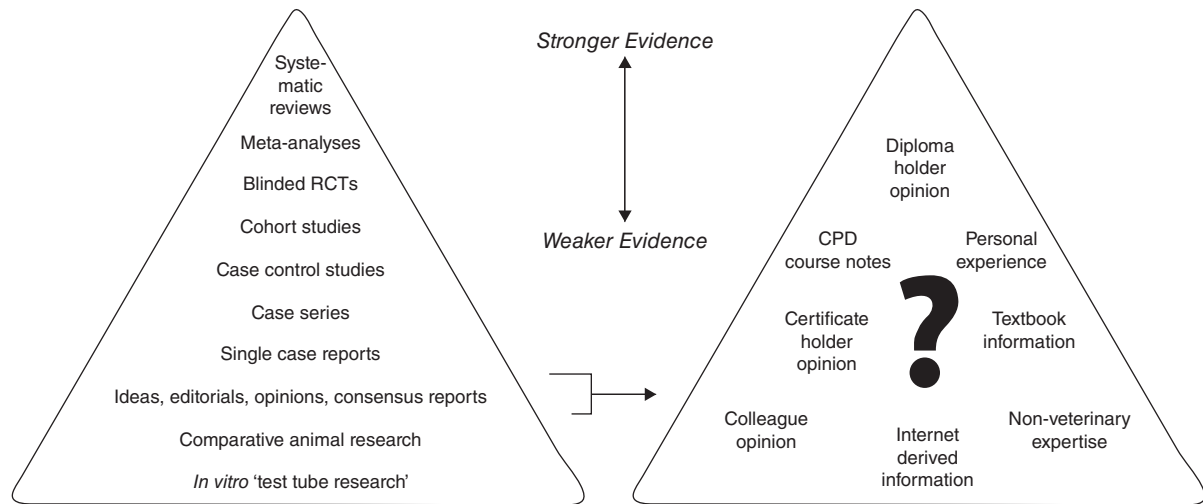 Syste-
matic
reviews
Meta-analyses
Blinded RCTs
Cohort studies
Case control studies
Case series
Single case reports
Ideas, editorials, opinions, consensus reports
Comparative animal research
In vitro ‘test tube research’
Stronger Evidence
Weaker Evidence
Diploma
holder
opinion
CPD
course notes
Personal
experience
Certificate
holder
opinion
?
Textbook
information
Colleague
opinion
Internet
derived
information
Non-veterinary
expertise